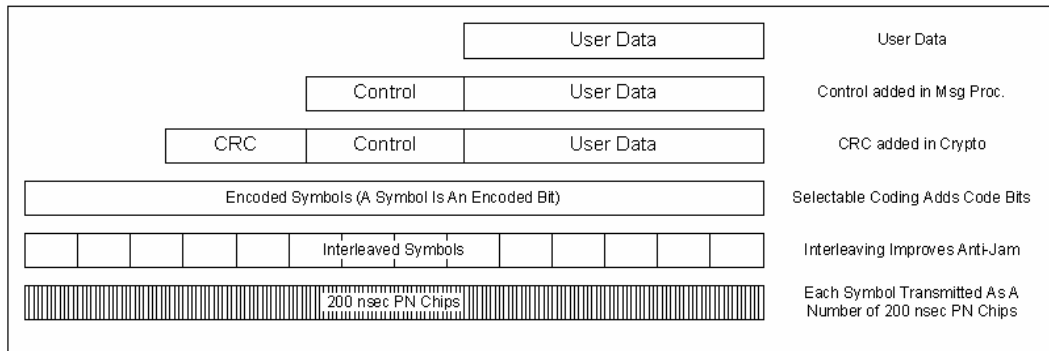 User Data User Data
Control User Data Control added in Msg Proc.
CRC Control User Data CRC added in Crypto
Encoded Symbols (A Symbol Is An Encoded Bit) Selectable Coding Adds Code Bits
Interleaved Symbols Interleaving Improves Anti-Jam
200 nsec PN Chips Each Symbol Transmitted As A
Number of 200 nsec PN Chips